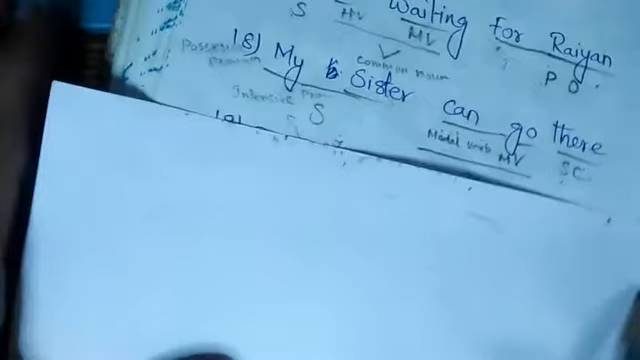 Waiting for Raiyan
S HV MV P O.
18) My Sister can go there
Possessive pronoun Common noun
Intensive pro Modal verb MV SC
S
19)